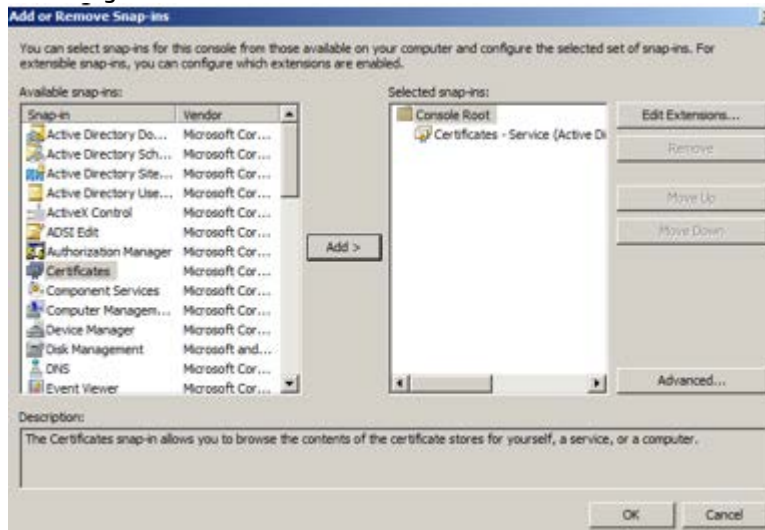 Add or Remove Snap-ins
You can select snap-ins for this console from those available on your computer and configure the selected set of snap-ins. For
extensible snap-ins, you can configure which extensions are enabled.
Available snap-ins:
Selected snap-ins:
Snap-in Vendor
Active Directory Do... Microsoft Cor...
Active Directory Sch... Microsoft Cor...
Active Directory Site... Microsoft Cor...
Active Directory Use... Microsoft Cor...
ActiveX Control Microsoft Cor...
ADSI Edit Microsoft Cor...
Authorization Manager Microsoft Cor...
Certificates Microsoft Cor...
Component Services Microsoft Cor...
Computer Managem... Microsoft Cor...
Device Manager Microsoft Cor...
Disk Management Microsoft and...
DNS Microsoft Cor...
Event Viewer Microsoft Cor...
Add >
Console Root
Certificates - Service (Active Di
Edit Extensions...
Remove
Move Up
Move Down
Advanced...
Description:
The Certificates snap-in allows you to browse the contents of the certificate stores for yourself, a service, or a computer.
OK Cancel